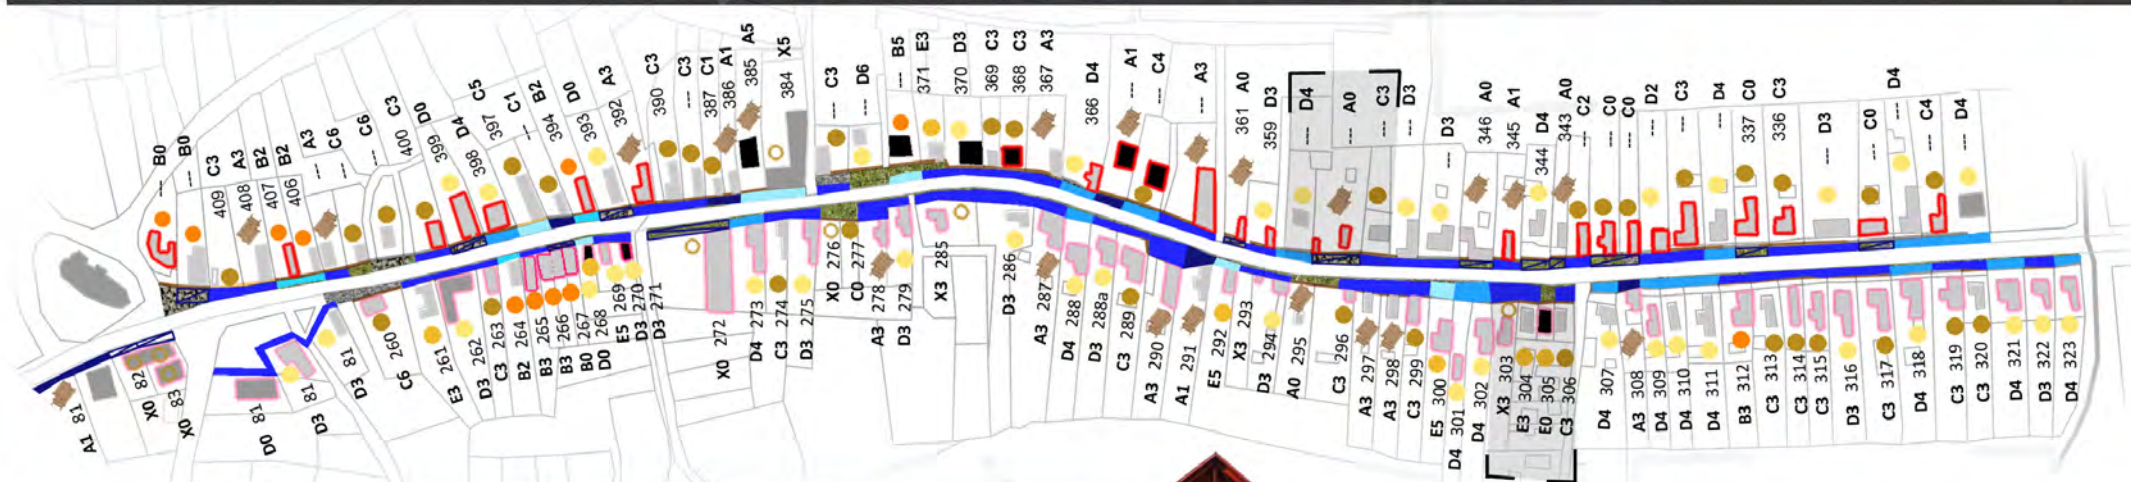 --- B0
--- B0
409 C3
408 A3
407 B2
406 B2
--- A3
--- C6
--- C6
400 C3
399 D0
398 D4
397 C5
--- C1
394 B2
393 D0
392 A3
390 C3
--- C3
387 C1
386 A1
385 A5
384 X5
--- C3
--- D6
--- B5
371 E3
370 D3
369 C3
368 C3
367 A3
366 D4
--- A1
--- C4
--- A3
361 A0
359 D3
--- D4
--- A0
--- C3
--- D3
--- D3
346 A0
345 A1
344 D4
343 A0
--- C2
--- C0
--- C0
--- D2
--- C3
--- D4
337 C0
336 C3
--- D3
--- C0
--- D4
--- C4
--- D4
A1 81
X0 82
X0 83
D0 81
D3 81
D3 81
C6 260
E3 261
D3 262
C3 263
B2 264
B3 265
B3 266
B0 267
D0 268
E5 269
D3 270
D3 271
X0 272
D4 273
C3 274
D3 275
X0 276
C0 277
A3 278
D3 279
X3 285
D3 286
A3 287
D4 288
D3 288a
C3 289
A3 290
A1 291
E5 292
X3 293
D3 294
A0 295
C3 296
A3 297
A3 298
C3 299
E5 300
D4 301
D4 302
X3 303
E3 304
E0 305
C3 306
D4 307
A3 308
D4 309
D4 310
D4 311
B3 312
C3 313
C3 314
C3 315
D3 316
C3 317
D4 318
C3 319
C3 320
D4 321
D3 322
D4 323